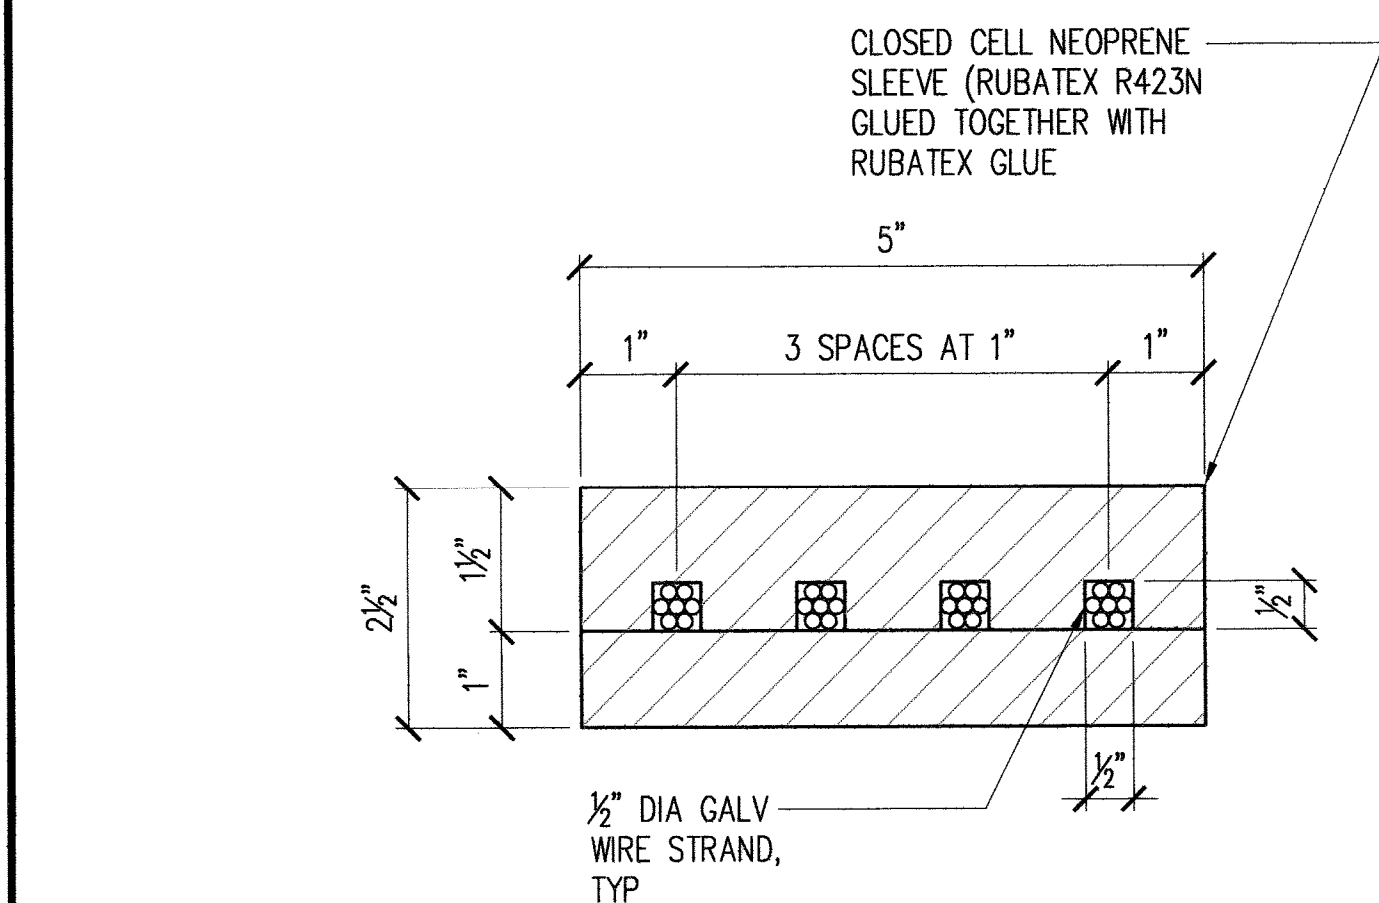 CLOSED CELL NEOPRENE
SLEEVE (RUBATEX R423N
GLUED TOGETHER WITH
RUBATEX GLUE
5"
1"
3 SPACES AT 1"
1"
1½"
2½"
½"
1"
½"
½" DIA GALV
WIRE STRAND,
TYP